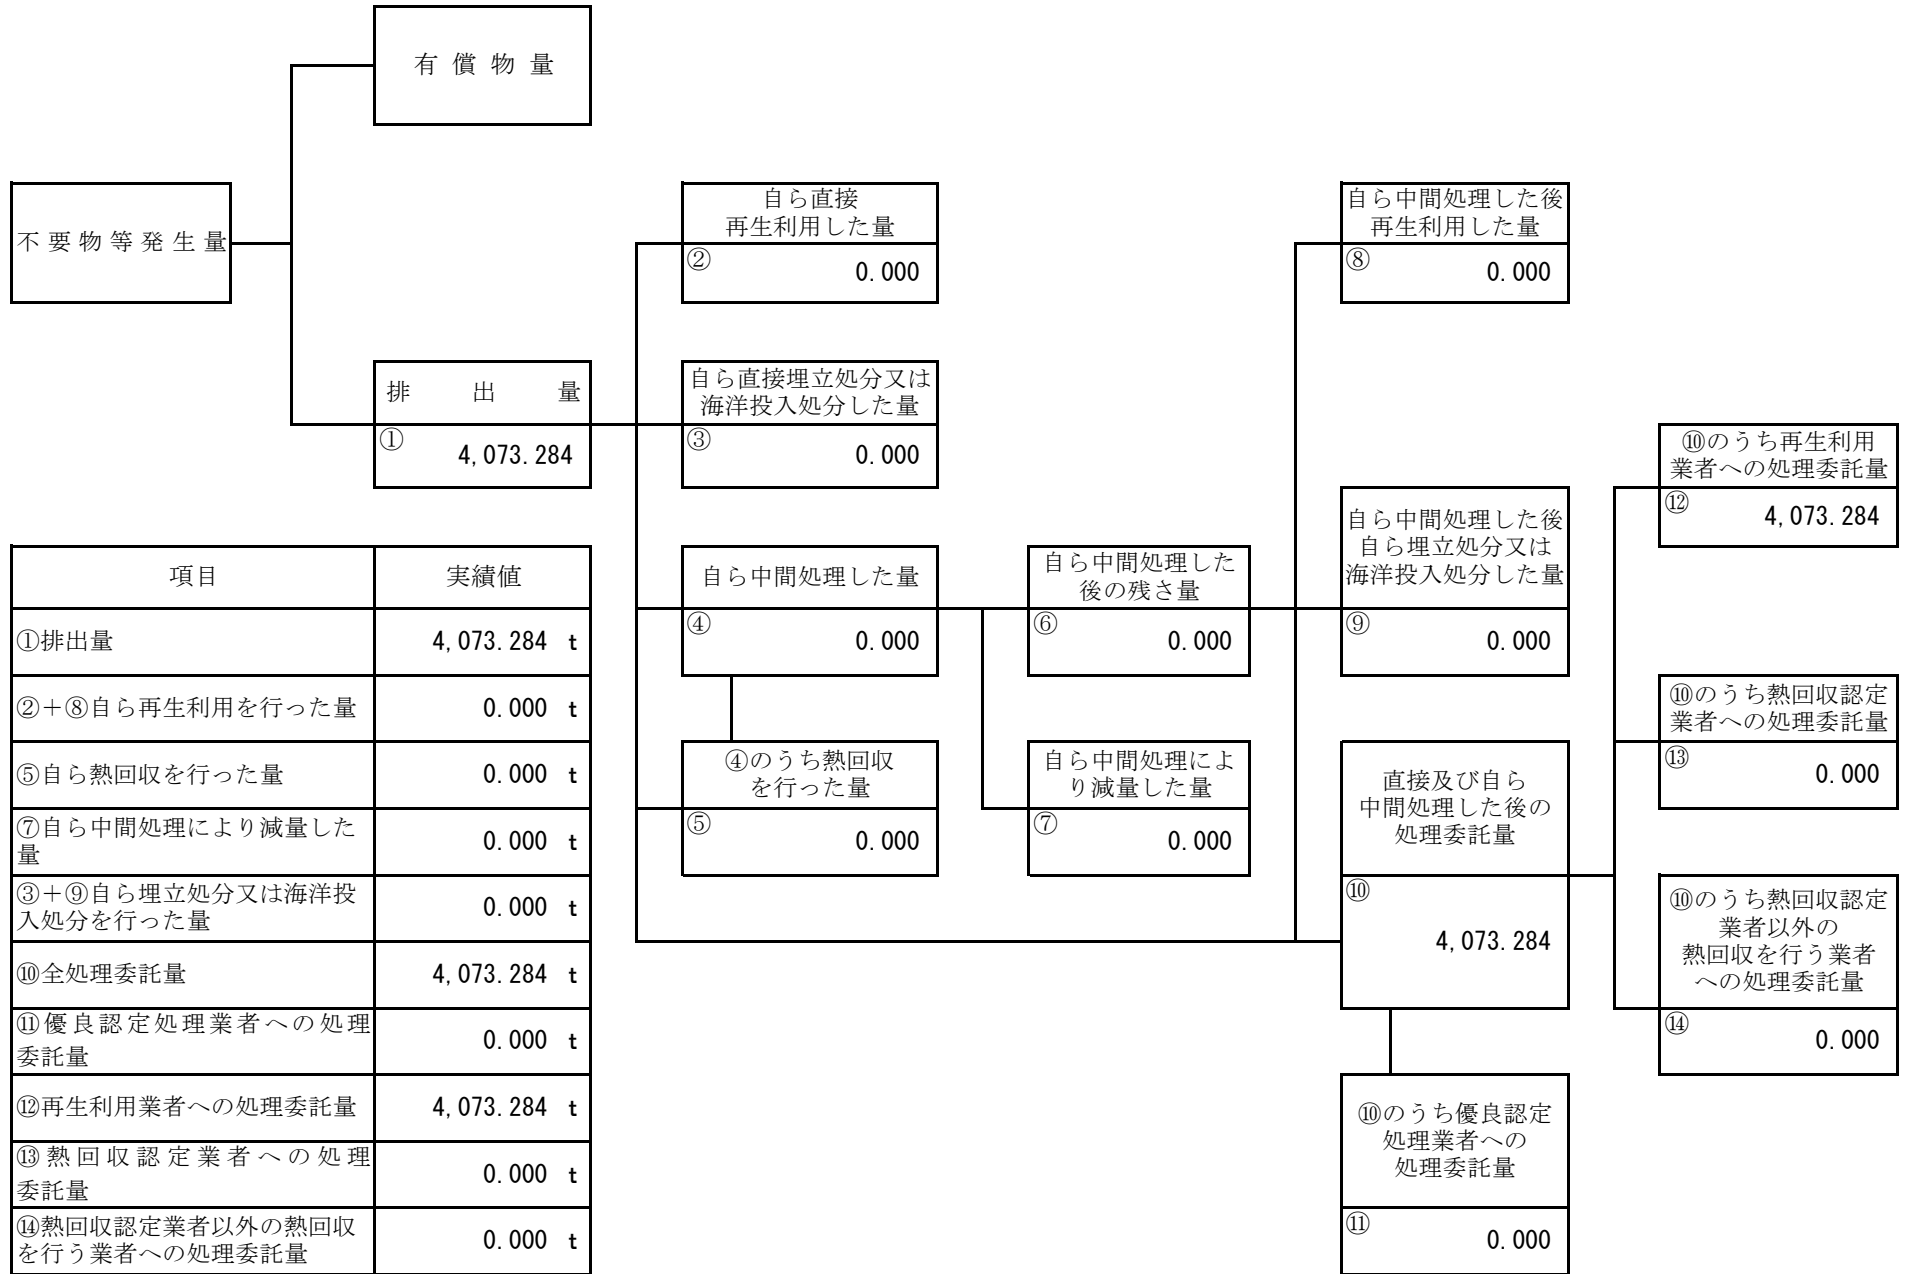 有償物量
不要物等発生量
自ら直接
再生利用した量
② 0.000
自ら中間処理した後
再生利用した量
⑧ 0.000
排出量
① 4,073.284
自ら直接埋立処分又は
海洋投入処分した量
③ 0.000
⑩のうち再生利用
業者への処理委託量
⑫ 4,073.284
自ら中間処理した量
④ 0.000
自ら中間処理した
後の残さ量
⑥ 0.000
自ら中間処理した後
自ら埋立処分又は
海洋投入処分した量
⑨ 0.000
④のうち熱回収
を行った量
⑤ 0.000
自ら中間処理によ
り減量した量
⑦ 0.000
直接及び自ら
中間処理した後の
処理委託量
⑩ 4,073.284
⑩のうち熱回収認定
業者への処理委託量
⑬ 0.000
⑩のうち熱回収認定
業者以外の
熱回収を行う業者
への処理委託量
⑭ 0.000
⑩のうち優良認定
処理業者への
処理委託量
⑪ 0.000
項目 実績値
①排出量 4,073.284 t
②+⑧自ら再生利用を行った量 0.000 t
⑤自ら熱回収を行った量 0.000 t
⑦自ら中間処理により減量した
量 0.000 t
③+⑨自ら埋立処分又は海洋投
入処分を行った量 0.000 t
⑩全処理委託量 4,073.284 t
⑪優良認定処理業者への処理
委託量 0.000 t
⑫再生利用業者への処理委託量 4,073.284 t
⑬熱回収認定業者への処理
委託量 0.000 t
⑭熱回収認定業者以外の熱回収
を行う業者への処理委託量 0.000 t